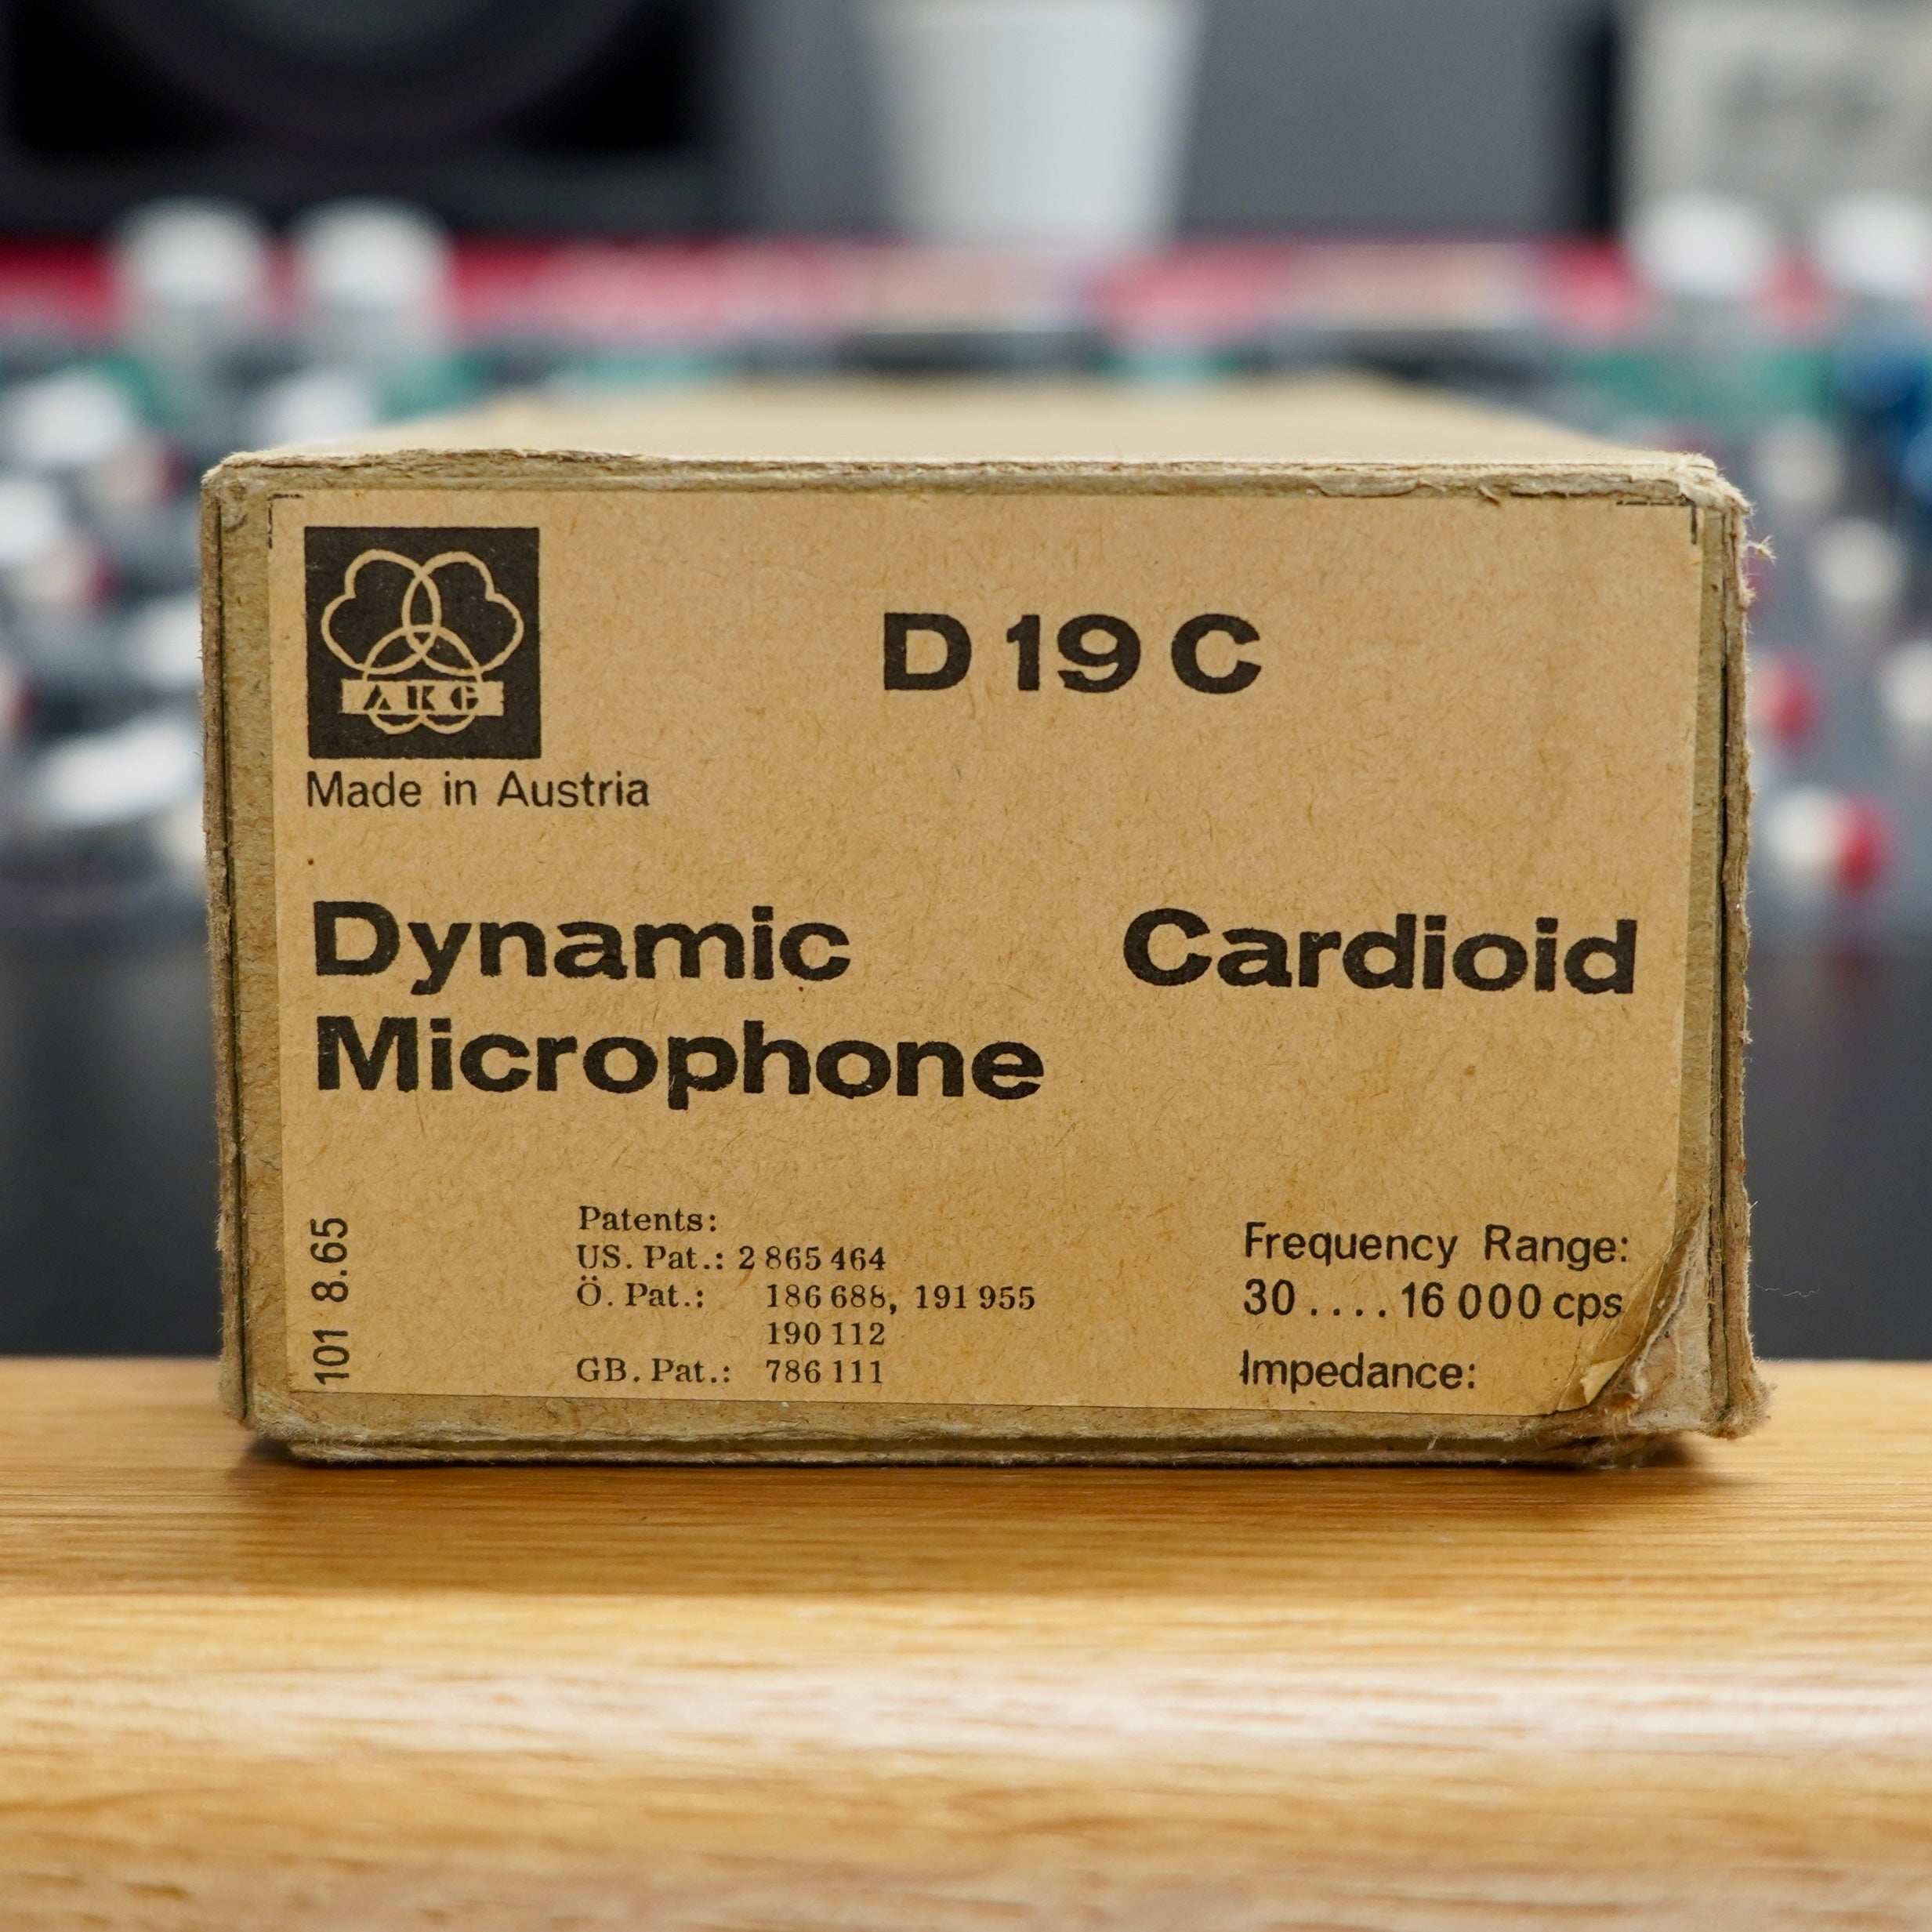 AKG
D 19 C
Made in Austria
Dynamic Cardioid
Microphone
101 8.65
Patents:
US. Pat.: 2 865 464
Ö. Pat.: 186 688, 191 955
190 112
GB. Pat.: 786 111
Frequency Range:
30 . . . . 16 000 cps
Impedance: